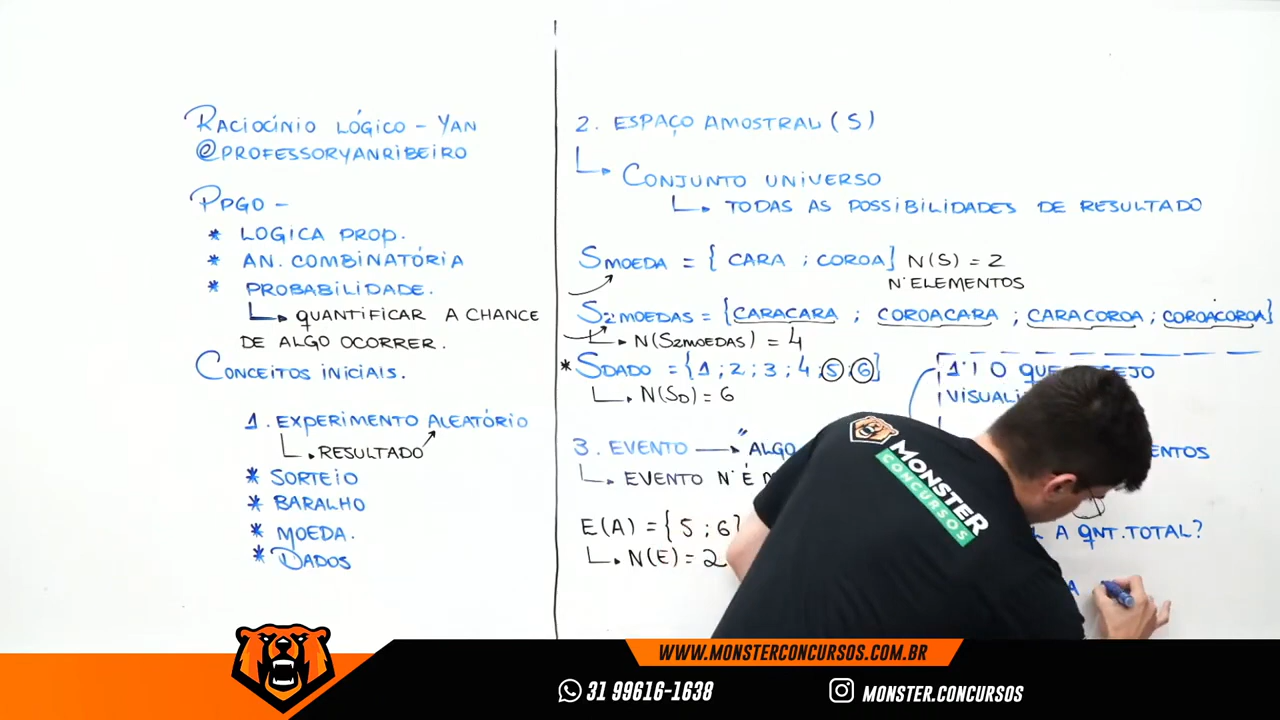 RACIOCÍNIO LÓGICO - YAN
@PROFESSORYANRIBEIRO
PPGO -
* LOGICA PROP.
* AN. COMBINATÓRIA
* PROBABILIDADE.
QUANTIFICAR A CHANCE
DE ALGO OCORRER.
CONCEITOS INICIAIS.
1. EXPERIMENTO ALEATÓRIO
RESULTADO
* SORTEIO
* BARALHO
* MOEDA.
* DADOS
2. ESPAÇO AMOSTRAL (S)
CONJUNTO UNIVERSO
TODAS AS POSSIBILIDADES DE RESULTADO
SMOEDA = { CARA ; COROA} N(S) = 2
N° ELEMENTOS
S2MOEDAS = {CARACARA ; COROACARA ; CARACOROA ; COROACOROA}
N(S2MOEDAS) = 4
* SDADO = {1 ; 2 ; 3 ; 4 ; 5 ; 6}
N(SD) = 6
1°) O QUE
3. EVENTO "ALGO
EVENTO N° É
A QNT. TOTAL?
E(A) = {5 ; 6}
N(E) = 2
MONSTER
CONCURSOS
WWW.MONSTERCONCURSOS.COM.BR
31 99616-1638
MONSTER.CONCURSOS